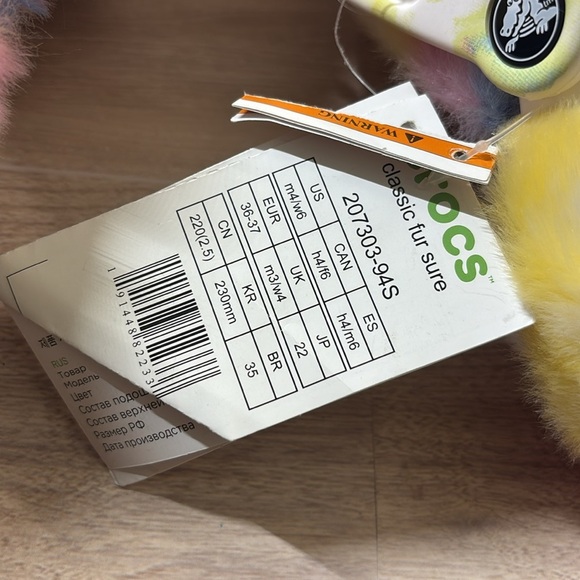 WARNING
crocs™
classic fur sure
207303-94S
US CAN ES
m4/w6 h4/f6 h4/m6
EUR UK JP
36-37 m3/w4 22
CN KR BR
220(2.5) 230mm 35
RUS
Товар
Модель
Цвет
Состав подош
Состав верхней
Размер РФ
Дата производства